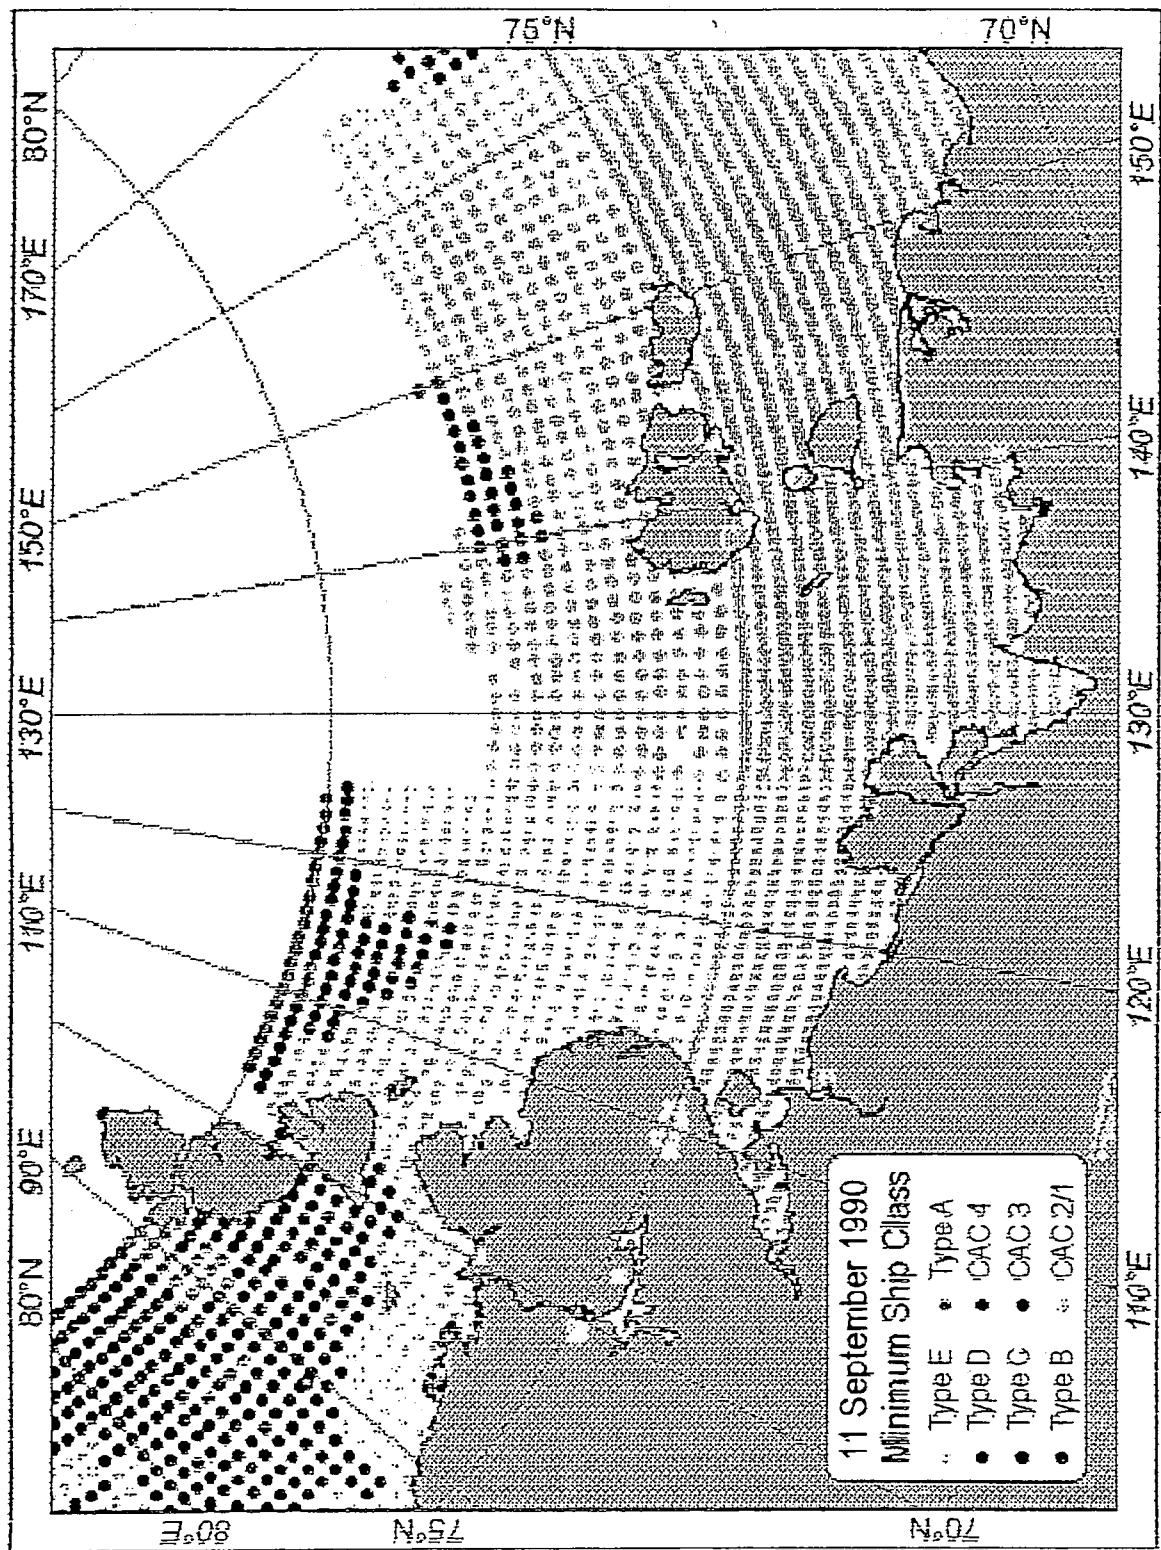 80°N 90°E 110°E 130°E 150°E 170°E 80°N
80°E
75°N
75°N
70°N
70°N
11 September 1990
Minimum Ship Class
Type E Type A
Type D CAC 4
Type C CAC 3
Type B CAC 2/1
110°E 120°E 130°E 140°E 150°E